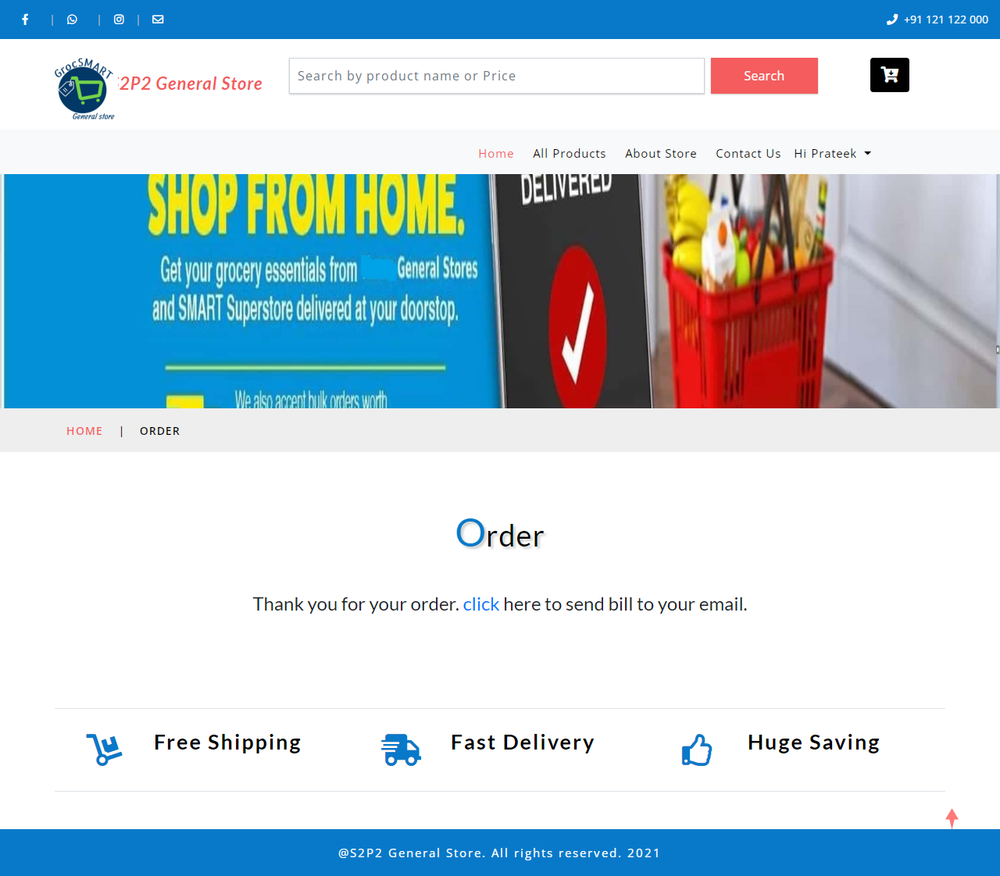 | | |
+91 121 122 000
GrocSMART
General store
S2P2 General Store
Search by product name or Price
Search
Home All Products About Store Contact Us Hi Prateek
SHOP FROM HOME.
DELIVERED
Get your grocery essentials from General Stores
and SMART Superstore delivered at your doorstop.
We also accept bulk orders worth
HOME | ORDER
Order
Thank you for your order. click here to send bill to your email.
Free Shipping
Fast Delivery
Huge Saving
@S2P2 General Store. All rights reserved. 2021